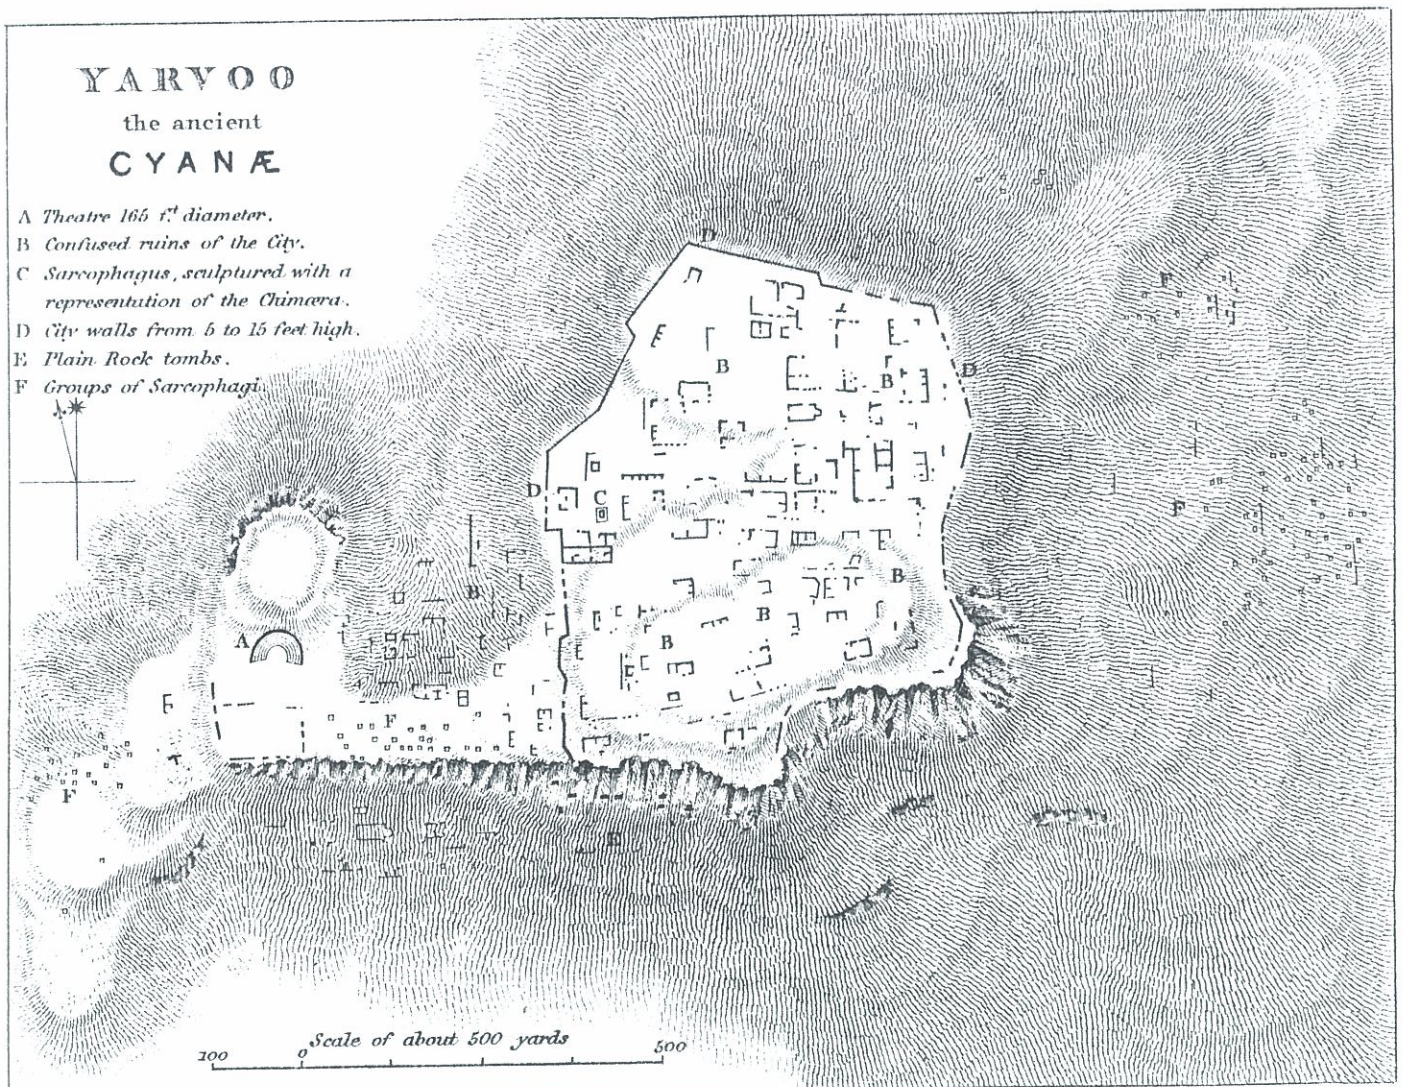 YARVOO
the ancient
CYANÆ
A Theatre 165 f.t diameter.
B Confused ruins of the City.
C Sarcophagus, sculptured with a
representation of the Chimæra.
D City walls from 5 to 15 feet high.
E Plain Rock tombs.
F Groups of Sarcophagi.
D
F
B
B
D
D
C
F
B
B
B
A
B
F
F
E
Scale of about 500 yards
100 0 500